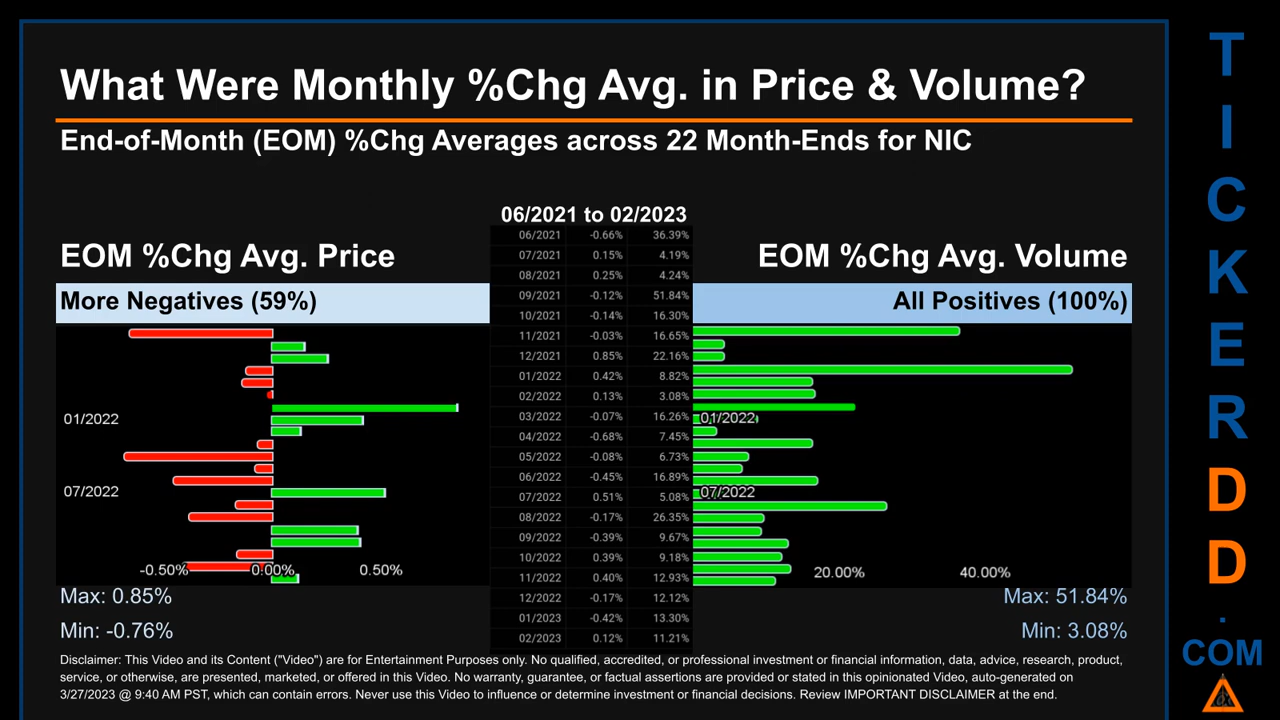 What Were Monthly %Chg Avg. in Price & Volume?
End-of-Month (EOM) %Chg Averages across 22 Month-Ends for NIC
06/2021 to 02/2023
EOM %Chg Avg. Price
EOM %Chg Avg. Volume
More Negatives (59%)
All Positives (100%)
06/2021 -0.66% 36.39%
07/2021 0.15% 4.19%
08/2021 0.25% 4.24%
09/2021 -0.12% 51.84%
10/2021 -0.14% 16.30%
11/2021 -0.03% 16.65%
12/2021 0.85% 22.16%
01/2022 0.42% 8.82%
02/2022 0.13% 3.08%
03/2022 -0.07% 16.26%
04/2022 -0.68% 7.45%
05/2022 -0.08% 6.73%
06/2022 -0.45% 16.89%
07/2022 0.51% 5.08%
08/2022 -0.17% 26.35%
09/2022 -0.39% 9.67%
10/2022 0.39% 9.18%
11/2022 0.40% 12.93%
12/2022 -0.17% 12.12%
01/2023 -0.42% 13.30%
02/2023 0.12% 11.21%
01/2022
07/2022
-0.50% 0.00% 0.50%
01/2022
07/2022
20.00% 40.00%
Max: 0.85%
Min: -0.76%
Max: 51.84%
Min: 3.08%
Disclaimer: This Video and its Content ("Video") are for Entertainment Purposes only. No qualified, accredited, or professional investment or financial information, data, advice, research, product,
service, or otherwise, are presented, marketed, or offered in this Video. No warranty, guarantee, or factual assertions are provided or stated in this opinionated Video, auto-generated on
3/27/2023 @ 9:40 AM PST, which can contain errors. Never use this Video to influence or determine investment or financial decisions. Review IMPORTANT DISCLAIMER at the end.
T
I
C
K
E
R
D
D
.
COM